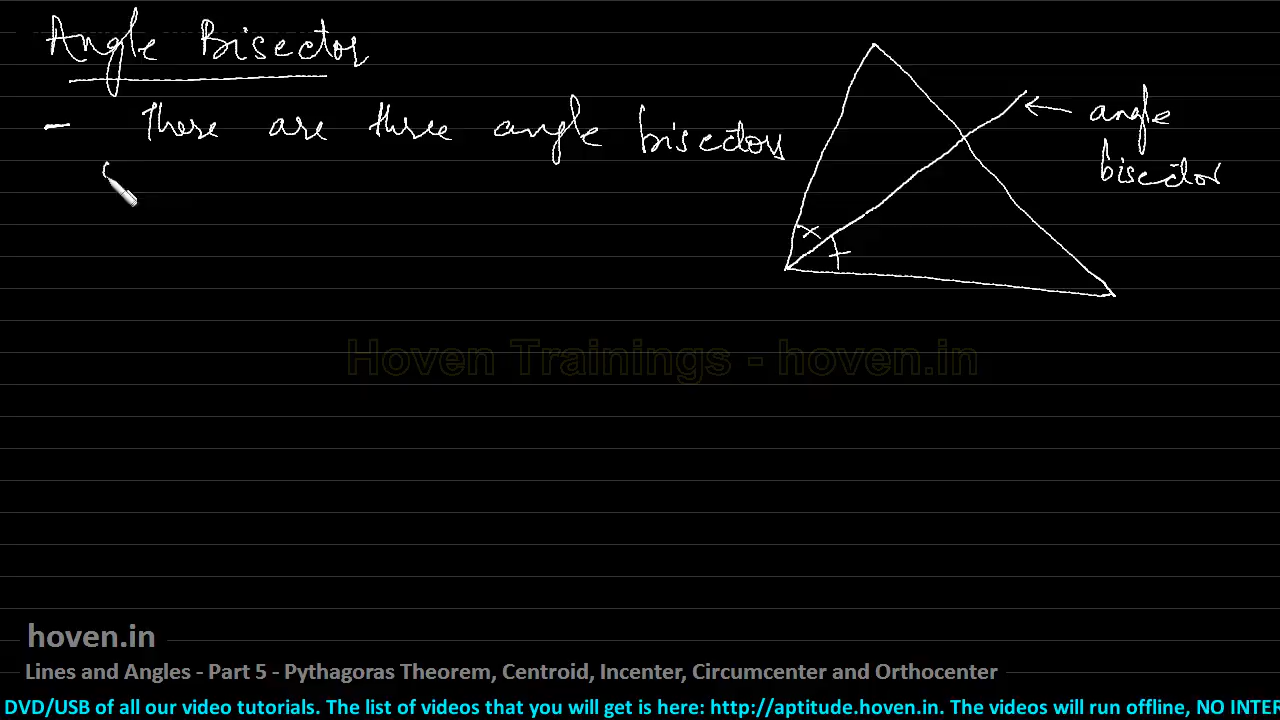 Angle Bisector
- There are three angle bisectors
angle
bisector
Hoven Trainings - hoven.in
hoven.in
Lines and Angles - Part 5 - Pythagoras Theorem, Centroid, Incenter, Circumcenter and Orthocenter
DVD/USB of all our video tutorials. The list of videos that you will get is here: http://aptitude.hoven.in. The videos will run offline, NO INTER